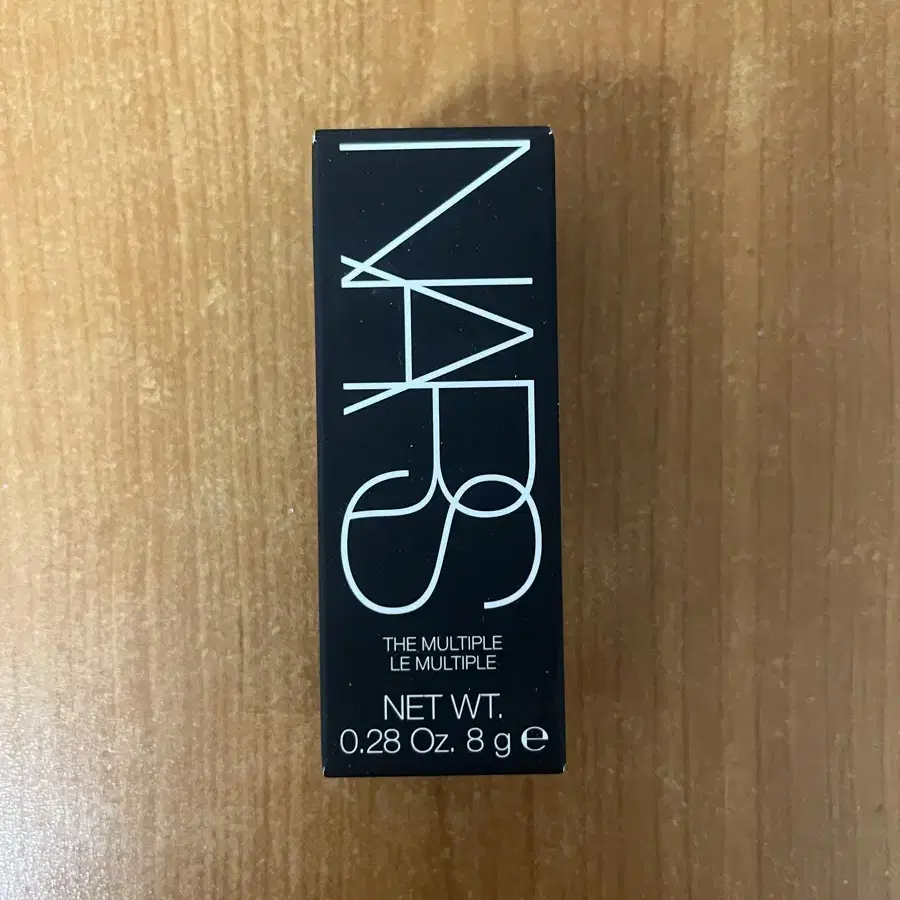 NARS
THE MULTIPLE
LE MULTIPLE
NET WT.
0.28 Oz. 8 g ℮